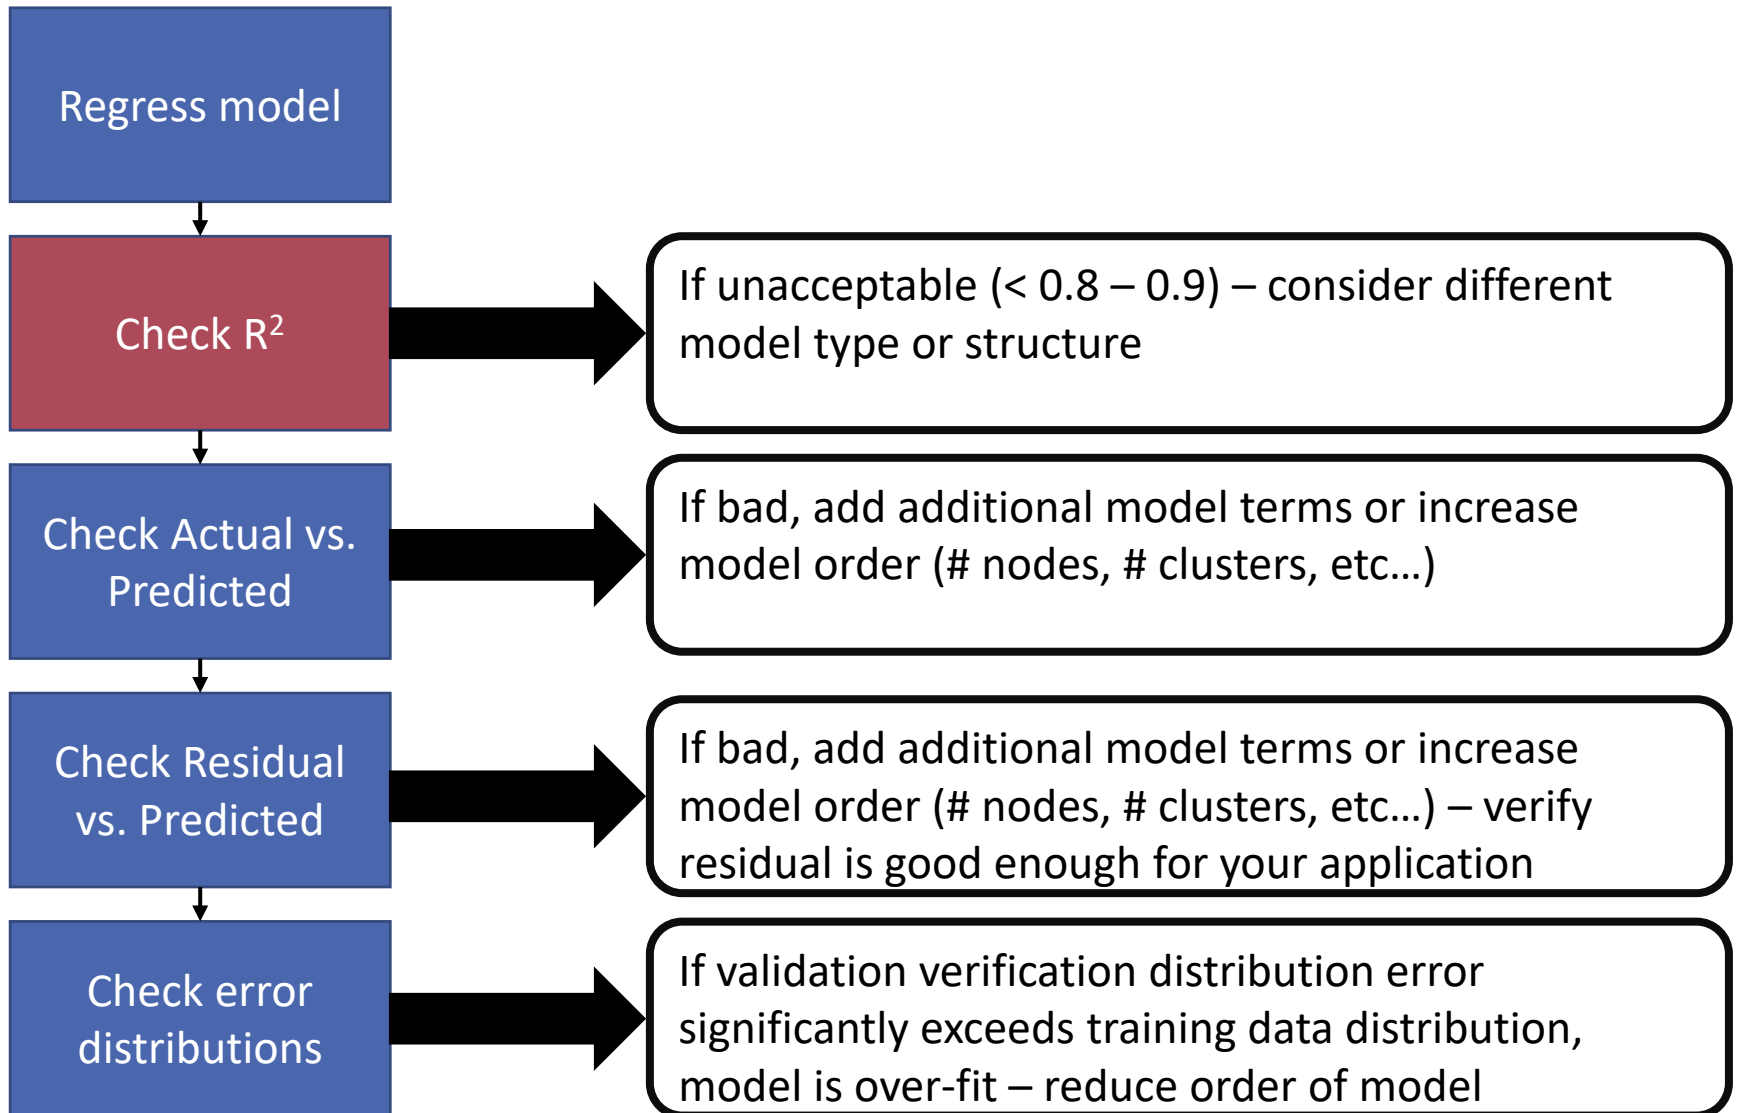 Regress model
Check R²
If unacceptable (< 0.8 – 0.9) – consider different
model type or structure
Check Actual vs.
Predicted
If bad, add additional model terms or increase
model order (# nodes, # clusters, etc…)
Check Residual
vs. Predicted
If bad, add additional model terms or increase
model order (# nodes, # clusters, etc…) – verify
residual is good enough for your application
Check error
distributions
If validation verification distribution error
significantly exceeds training data distribution,
model is over-fit – reduce order of model